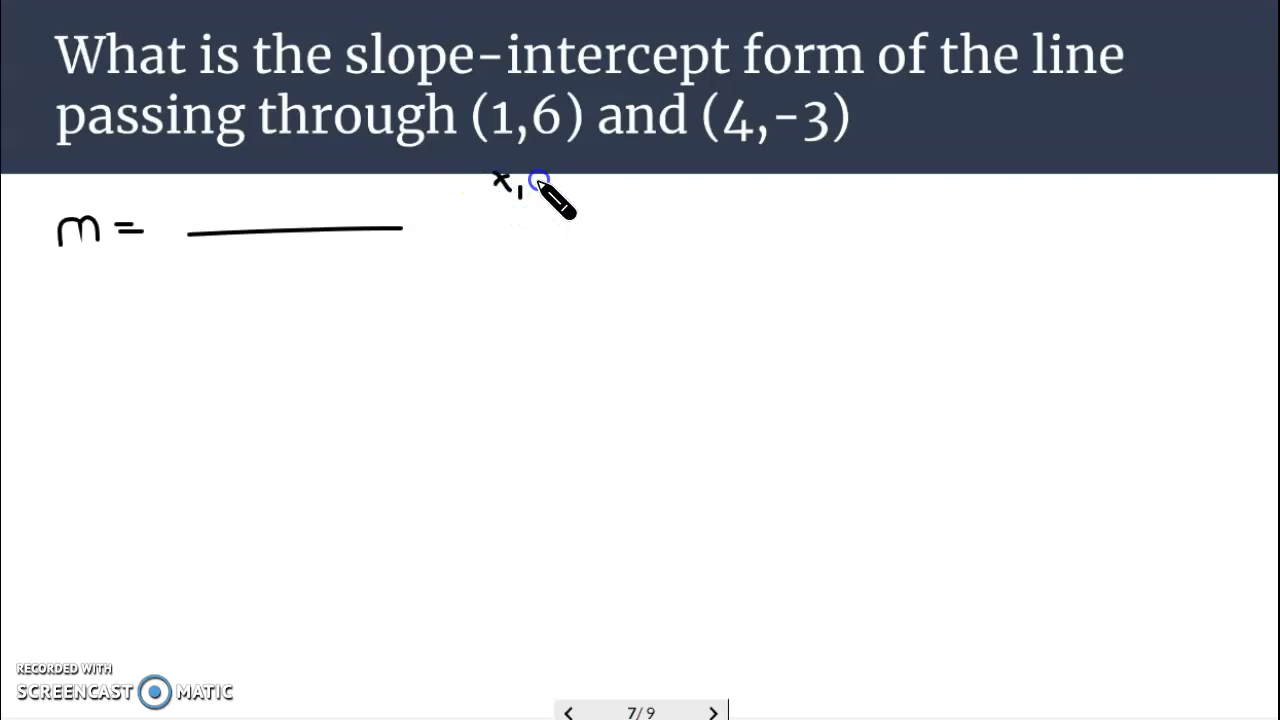 What is the slope-intercept form of the line
passing through (1,6) and (4,-3)
x₁
m =
RECORDED WITH
SCREENCAST MATIC
7/9